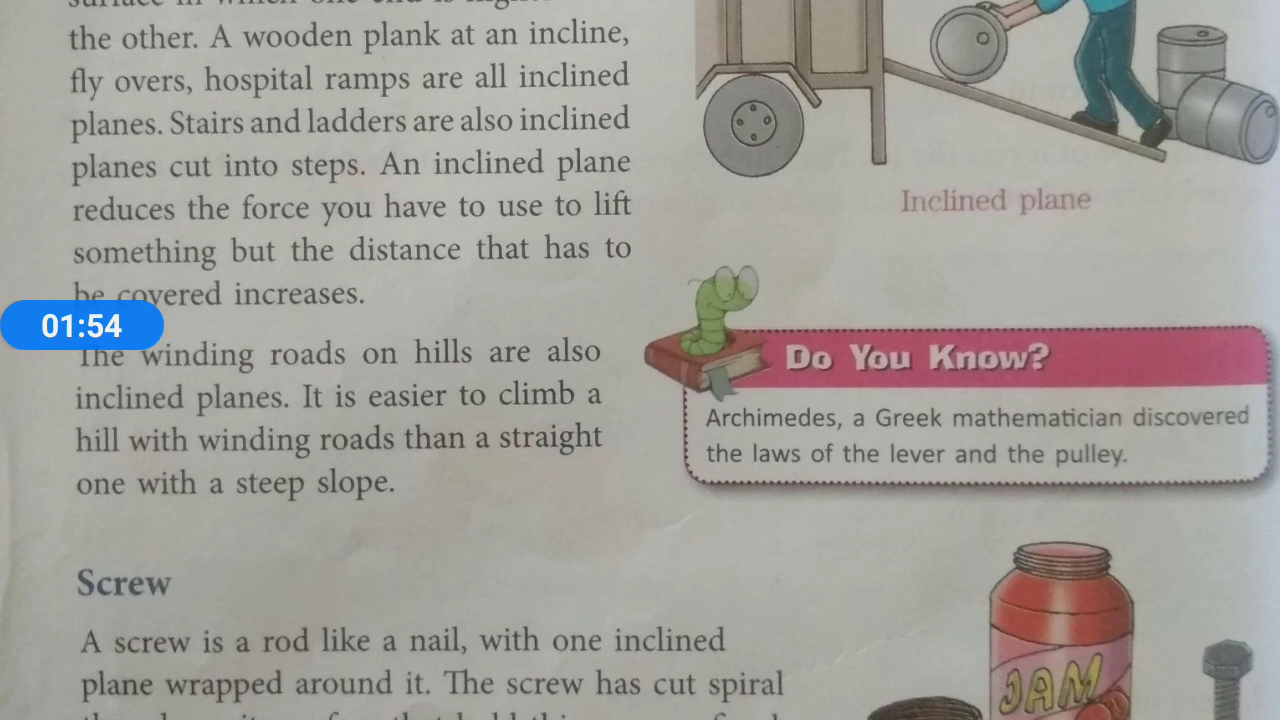 the other. A wooden plank at an incline,
fly overs, hospital ramps are all inclined
planes. Stairs and ladders are also inclined
planes cut into steps. An inclined plane
reduces the force you have to use to lift
something but the distance that has to
be covered increases.
01:54
The winding roads on hills are also
inclined planes. It is easier to climb a
hill with winding roads than a straight
one with a steep slope.
Inclined plane
Do You Know?
Archimedes, a Greek mathematician discovered
the laws of the lever and the pulley.
Screw
A screw is a rod like a nail, with one inclined
plane wrapped around it. The screw has cut spiral
JAM